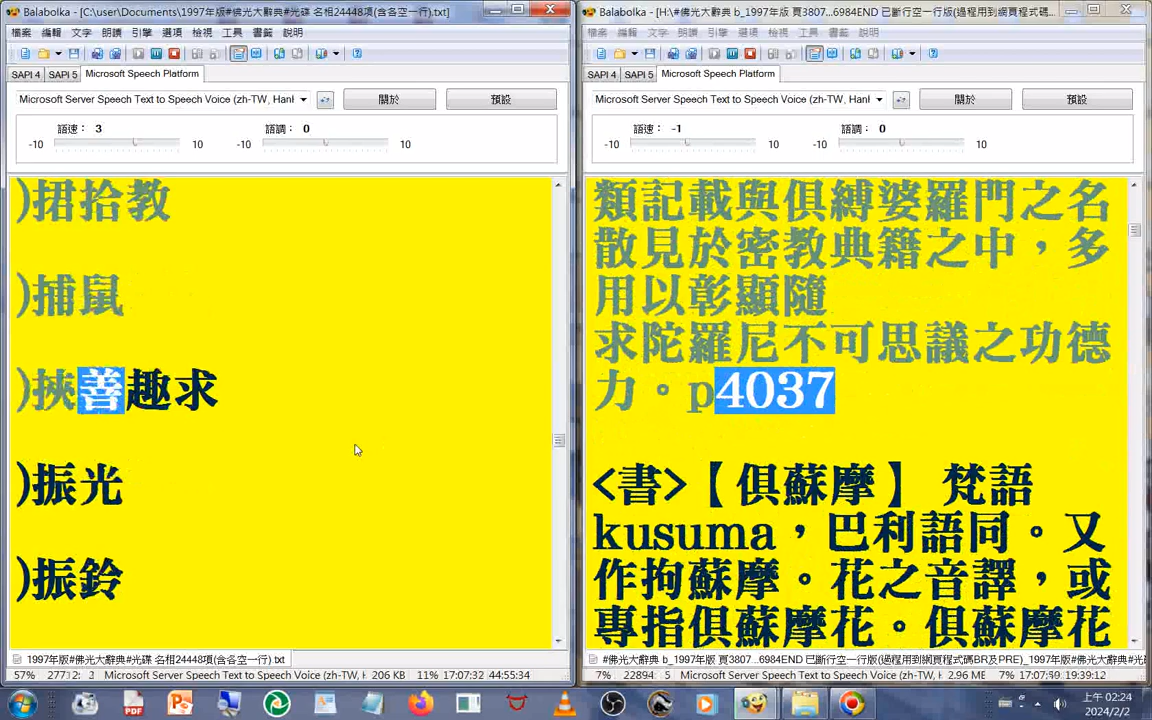 Balabolka - [C:\user\Documents\1997年版#佛光大辭典#光碟 名相24448項(含各空一行).txt]
檔案 編輯 文字 朗讀 引擎 選項 檢視 工具 書籤 說明
SAPI 4 SAPI 5 Microsoft Speech Platform
Microsoft Server Speech Text to Speech Voice (zh-TW, Hanl
關於
預設
語速： 3
語調： 0
-10 10 -10 10
)捃拾教
)捕鼠
)挾善趣求
)振光
)振鈴
1997年版#佛光大辭典#光碟 名相24448項(含各空一行).txt
57% 27712: 3 Microsoft Server Speech Text to Speech Voice (zh-TW, H 206 KB 11% 17:07:52 44:55:34
Balabolka - [H:\#佛光大辭典 b_1997年版 頁3807...6984END 已斷行空一行版(過程用到網頁程式碼...
檔案 編輯 文字 朗讀 引擎 選項 檢視 工具 書籤 說明
SAPI 4 SAPI 5 Microsoft Speech Platform
Microsoft Server Speech Text to Speech Voice (zh-TW, Hanl
關於
預設
語速： -1
語調： 0
-10 10 -10 10
類記載與俱縛婆羅門之名
散見於密教典籍之中，多
用以彰顯隨
求陀羅尼不可思議之功德
力。p4037
<書>【俱蘇摩】 梵語
kusuma，巴利語同。又
作拘蘇摩。花之音譯，或
專指俱蘇摩花。俱蘇摩花
#佛光大辭典 b_1997年版 頁3807...6984END 已斷行空一行版(過程用到網頁程式碼BR及PRE)_1997年版#光
7% 22894: 5 Microsoft Server Speech Text to Speech Voice (zh-TW, H 2.96 ME 7% 17:07:59 19:39:12
上午 02:24
2024/2/2